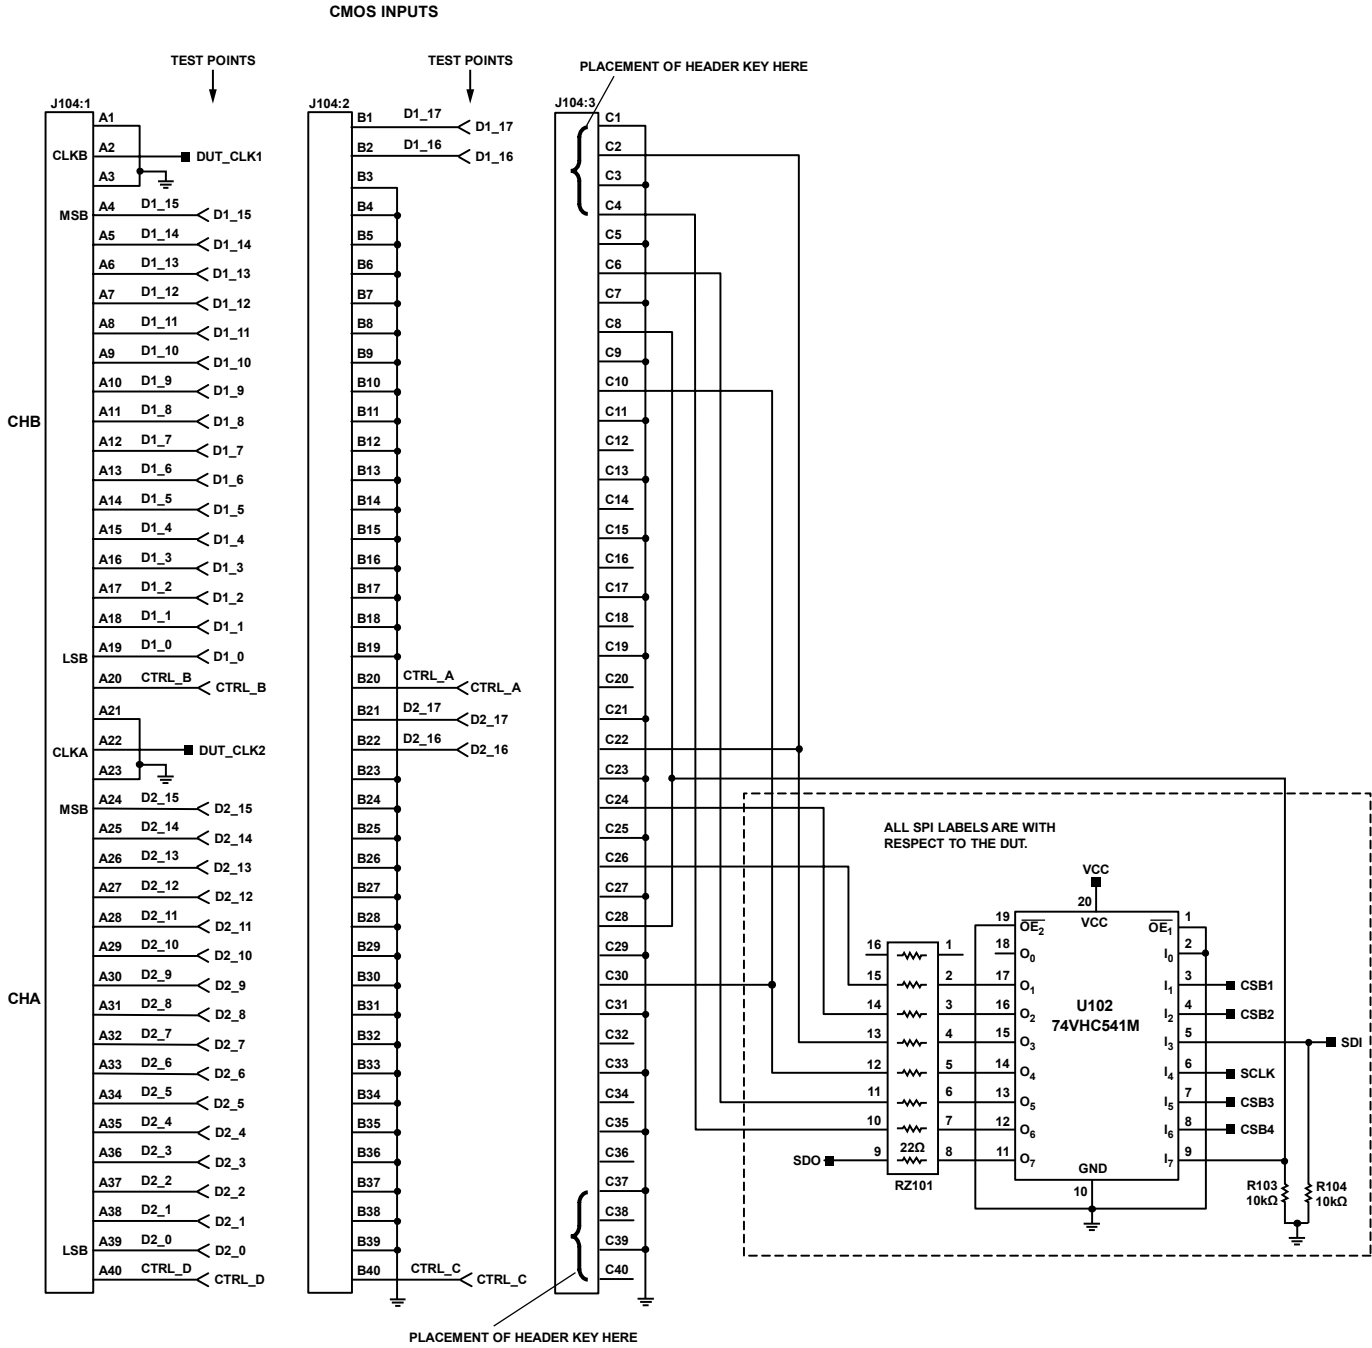 CMOS INPUTS
TEST POINTS
TEST POINTS
PLACEMENT OF HEADER KEY HERE
J104:1
A1
CLKB A2 DUT_CLK1
A3
MSB A4 D1_15 D1_15
A5 D1_14 D1_14
A6 D1_13 D1_13
A7 D1_12 D1_12
A8 D1_11 D1_11
A9 D1_10 D1_10
A10 D1_9 D1_9
CHB
A11 D1_8 D1_8
A12 D1_7 D1_7
A13 D1_6 D1_6
A14 D1_5 D1_5
A15 D1_4 D1_4
A16 D1_3 D1_3
A17 D1_2 D1_2
A18 D1_1 D1_1
LSB A19 D1_0 D1_0
A20 CTRL_B CTRL_B
A21
CLKA A22 DUT_CLK2
A23
MSB A24 D2_15 D2_15
A25 D2_14 D2_14
A26 D2_13 D2_13
A27 D2_12 D2_12
A28 D2_11 D2_11
A29 D2_10 D2_10
A30 D2_9 D2_9
CHA
A31 D2_8 D2_8
A32 D2_7 D2_7
A33 D2_6 D2_6
A34 D2_5 D2_5
A35 D2_4 D2_4
A36 D2_3 D2_3
A37 D2_2 D2_2
A38 D2_1 D2_1
LSB A39 D2_0 D2_0
A40 CTRL_D CTRL_D
J104:2
B1 D1_17 D1_17
B2 D1_16 D1_16
B3
B4
B5
B6
B7
B8
B9
B10
B11
B12
B13
B14
B15
B16
B17
B18
B19
B20 CTRL_A CTRL_A
B21 D2_17 D2_17
B22 D2_16 D2_16
B23
B24
B25
B26
B27
B28
B29
B30
B31
B32
B33
B34
B35
B36
B37
B38
B39
B40 CTRL_C CTRL_C
J104:3
C1
C2
C3
C4
C5
C6
C7
C8
C9
C10
C11
C12
C13
C14
C15
C16
C17
C18
C19
C20
C21
C22
C23
C24
C25
C26
C27
C28
C29
C30
C31
C32
C33
C34
C35
C36
C37
C38
C39
C40
PLACEMENT OF HEADER KEY HERE
ALL SPI LABELS ARE WITH
RESPECT TO THE DUT.
VCC
20
VCC
19 OE2 OE1 1
16 1 18 O0 I0 2
15 2 17 O1 I1 3 CSB1
14 3 16 O2 I2 4 CSB2
U102
74VHC541M
13 4 15 O3 I3 5 SDI
12 5 14 O4 I4 6 SCLK
11 6 13 O5 I5 7 CSB3
10 7 12 O6 I6 8 CSB4
22Ω
SDO 9 8 11 O7 I7 9
GND
10
RZ101
R103
10kΩ
R104
10kΩ